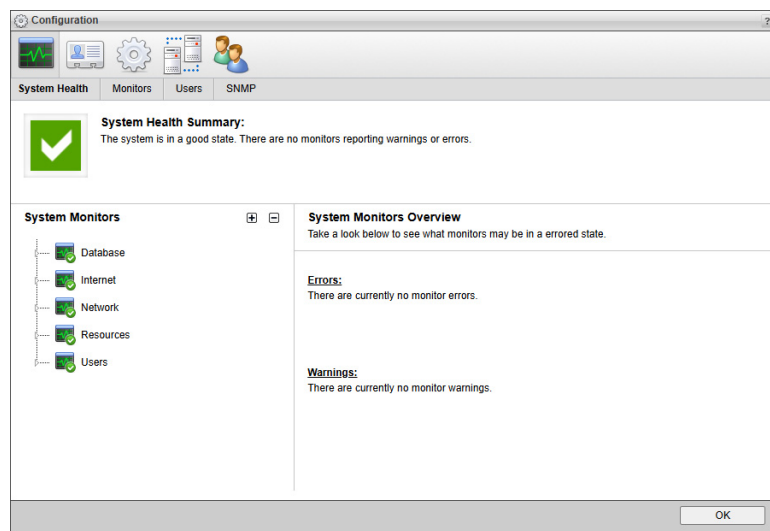 Configuration
?
System Health Monitors Users SNMP
System Health Summary:
The system is in a good state. There are no monitors reporting warnings or errors.
System Monitors
Database
Internet
Network
Resources
Users
System Monitors Overview
Take a look below to see what monitors may be in a errored state.
Errors:
There are currently no monitor errors.
Warnings:
There are currently no monitor warnings.
OK